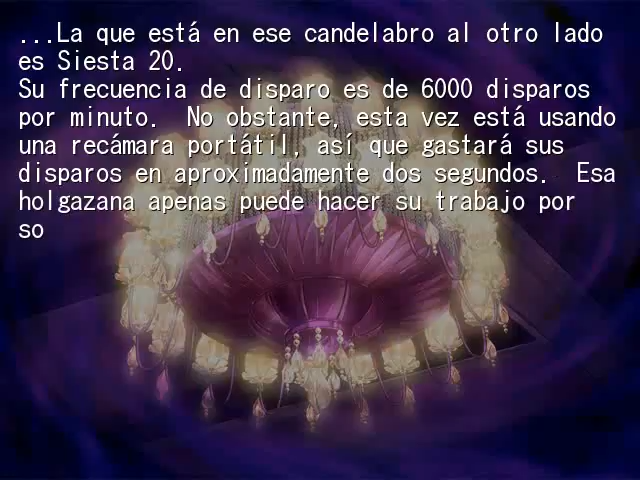 ...La que está en ese candelabro al otro lado
es Siesta 20.
Su frecuencia de disparo es de 6000 disparos
por minuto.  No obstante, esta vez está usando
una recámara portátil, así que gastará sus
disparos en aproximadamente dos segundos.  Esa
holgazana apenas puede hacer su trabajo por
so